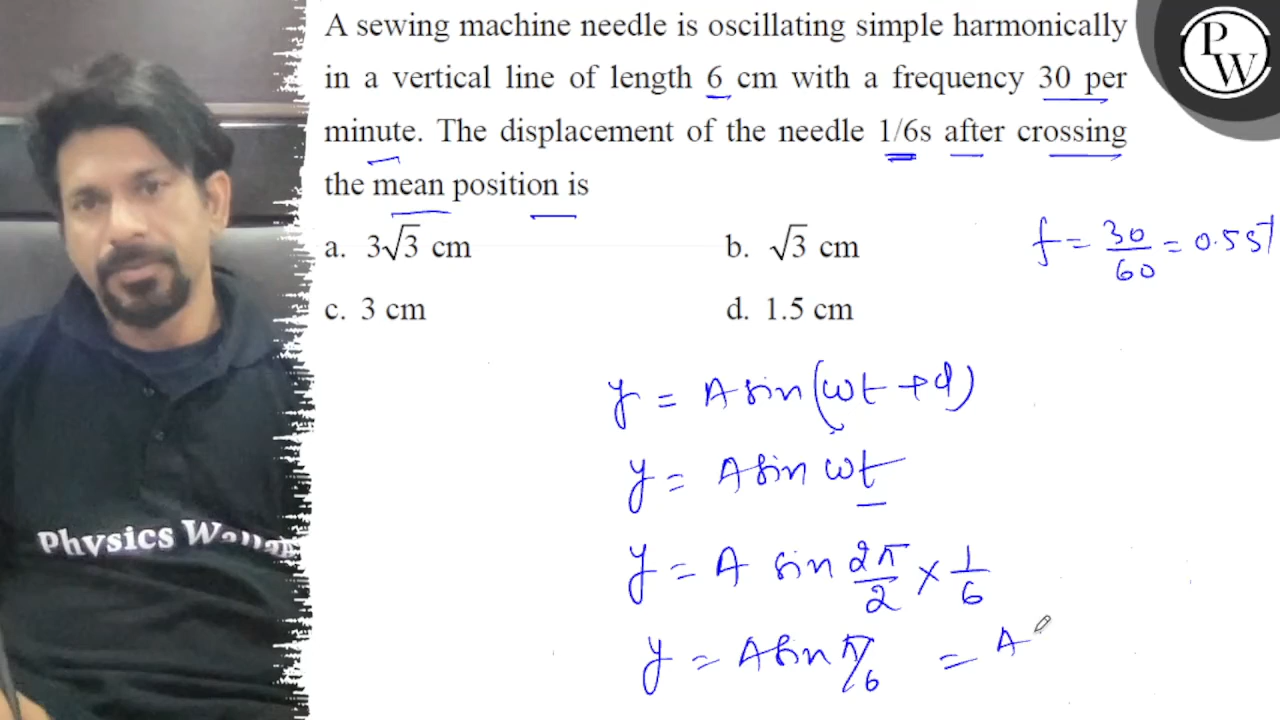 A sewing machine needle is oscillating simple harmonically
in a vertical line of length 6 cm with a frequency 30 per
minute. The displacement of the needle 1/6s after crossing
the mean position is
a. 3√3 cm
b. √3 cm
c. 3 cm
d. 1.5 cm
f = 30/60 = 0.5 s⁻¹
y = A sin(ωt + d)
y = A sin ωt
y = A sin 2π/2 × 1/6
y = A sin π/6 = A
PW
Physics Wallah